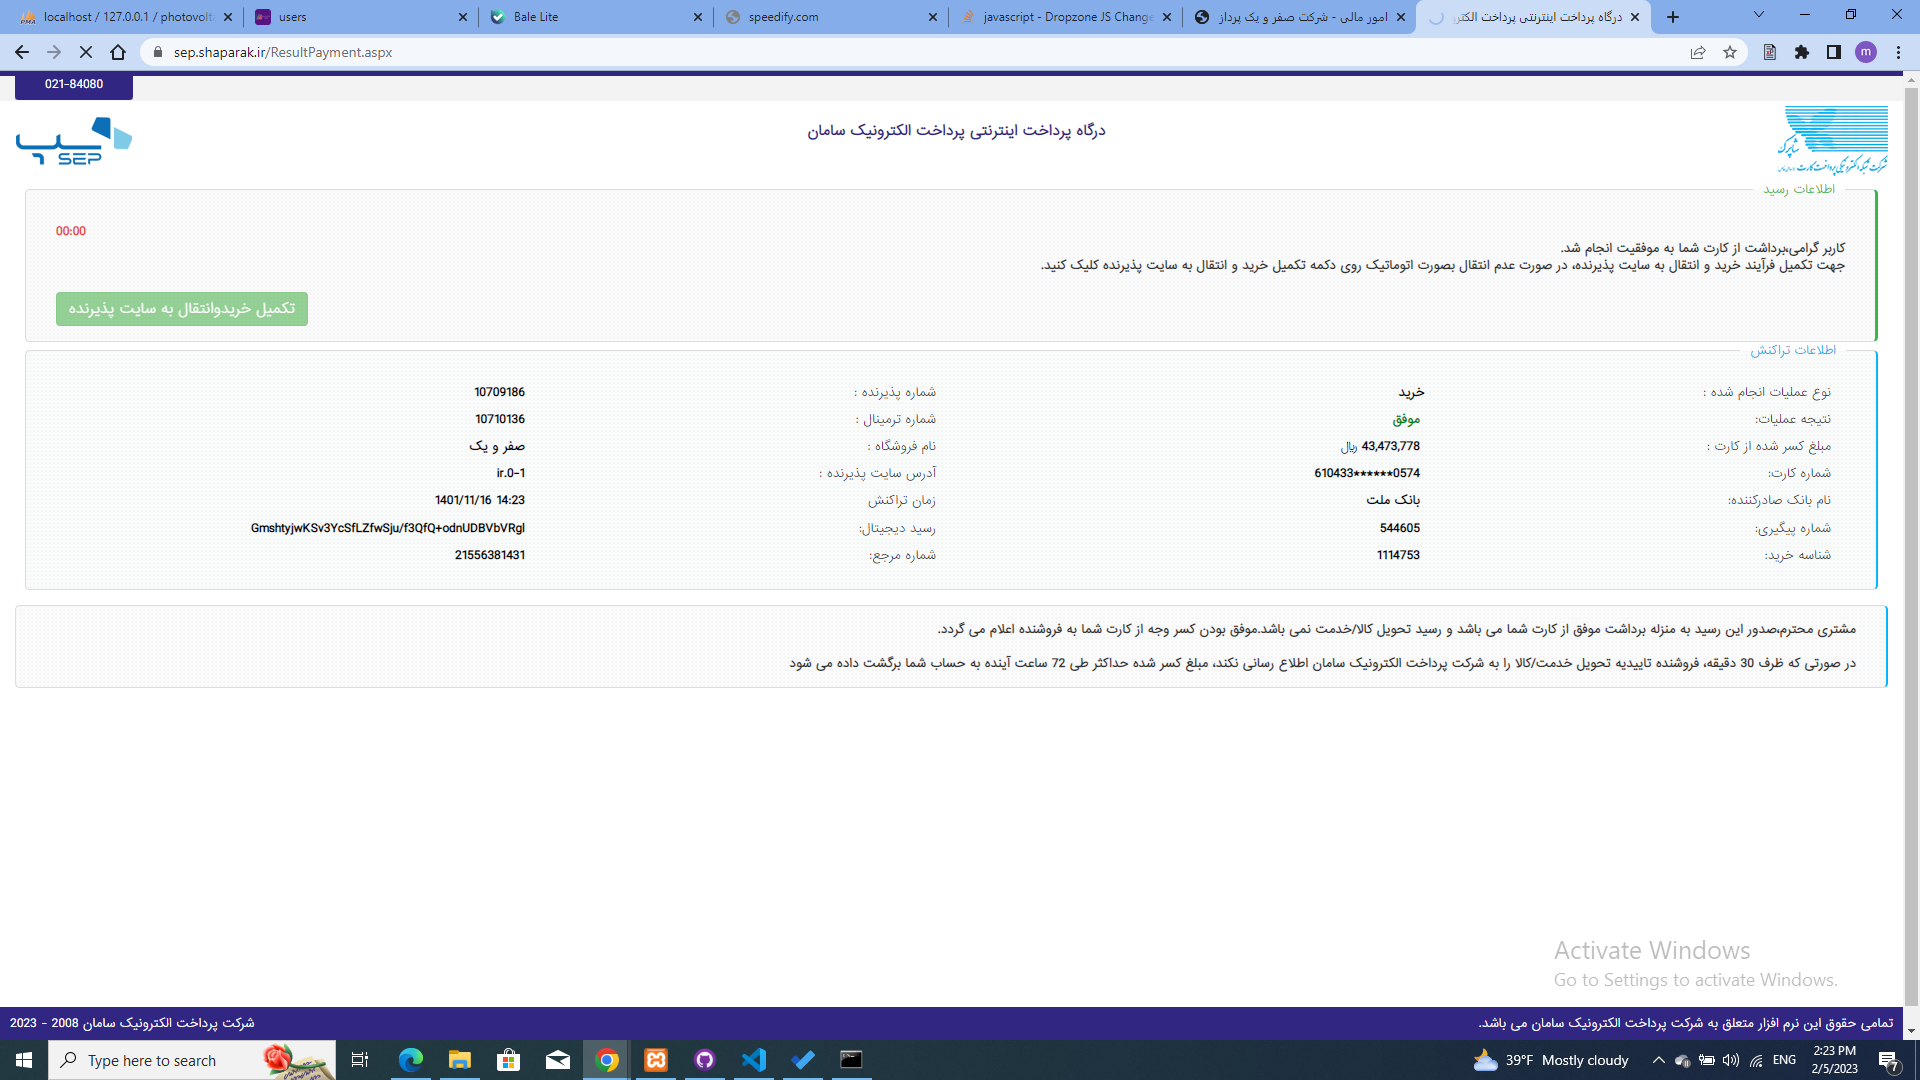 localhost / 127.0.0.1 / photovolt
users
Bale Lite
speedify.com
javascript - Dropzone JS Change
امور مالی - شرکت صفر و یک پرداز
درگاه پرداخت اینترنتی پرداخت الکترو
sep.shaparak.ir/ResultPayment.aspx
m
021-84080
درگاه پرداخت اینترنتی پرداخت الکترونیک سامان
سپ
SEP
شاپرک
اطلاعات رسید
00:00
کاربر گرامی،برداشت از کارت شما به موفقیت انجام شد.
جهت تکمیل فرآیند خرید و انتقال به سایت پذیرنده، در صورت عدم انتقال بصورت اتوماتیک روی دکمه تکمیل خرید و انتقال به سایت پذیرنده کلیک کنید.
تکمیل خریدوانتقال به سایت پذیرنده
اطلاعات تراکنش
نوع عملیات انجام شده : خرید شماره پذیرنده : 10709186
نتیجه عملیات: موفق شماره ترمینال : 10710136
مبلغ کسر شده از کارت : 43,473,778 ریال نام فروشگاه : صفر و یک
شماره کارت: 610433******0574 آدرس سایت پذیرنده : ir.0-1
نام بانک صادرکننده: بانک ملت زمان تراکنش 1401/11/16 14:23
شماره پیگیری: 544605 رسید دیجیتال: GmshtyjwKSv3YcSfLZfwSju/f3QfQ+odnUDBVbVRgI
شناسه خرید: 1114753 شماره مرجع: 21556381431
مشتری محترم،صدور این رسید به منزله برداشت موفق از کارت شما می باشد و رسید تحویل کالا/خدمت نمی باشد.موفق بودن کسر وجه از کارت شما به فروشنده اعلام می گردد.
در صورتی که ظرف 30 دقیقه، فروشنده تاییدیه تحویل خدمت/کالا را به شرکت پرداخت الکترونیک سامان اطلاع رسانی نکند، مبلغ کسر شده حداکثر طی 72 ساعت آینده به حساب شما برگشت داده می شود
Activate Windows
Go to Settings to activate Windows.
تمامی حقوق این نرم افزار متعلق به شرکت پرداخت الکترونیک سامان می باشد.
شرکت پرداخت الکترونیک سامان 2008 - 2023
Type here to search
39°F Mostly cloudy
ENG
2:23 PM
2/5/2023
7